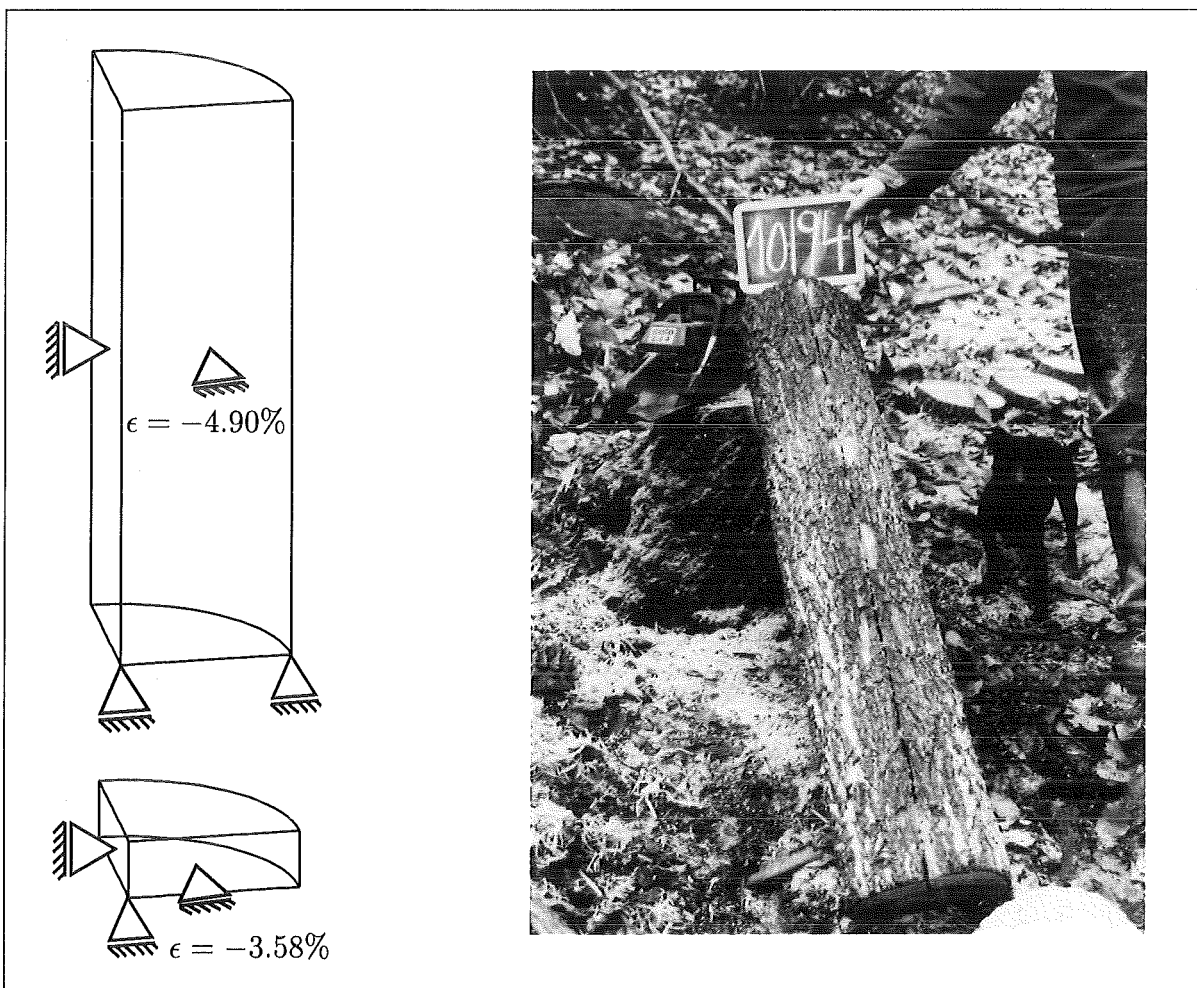 ϵ = −4.90%
ϵ = −3.58%
10/94